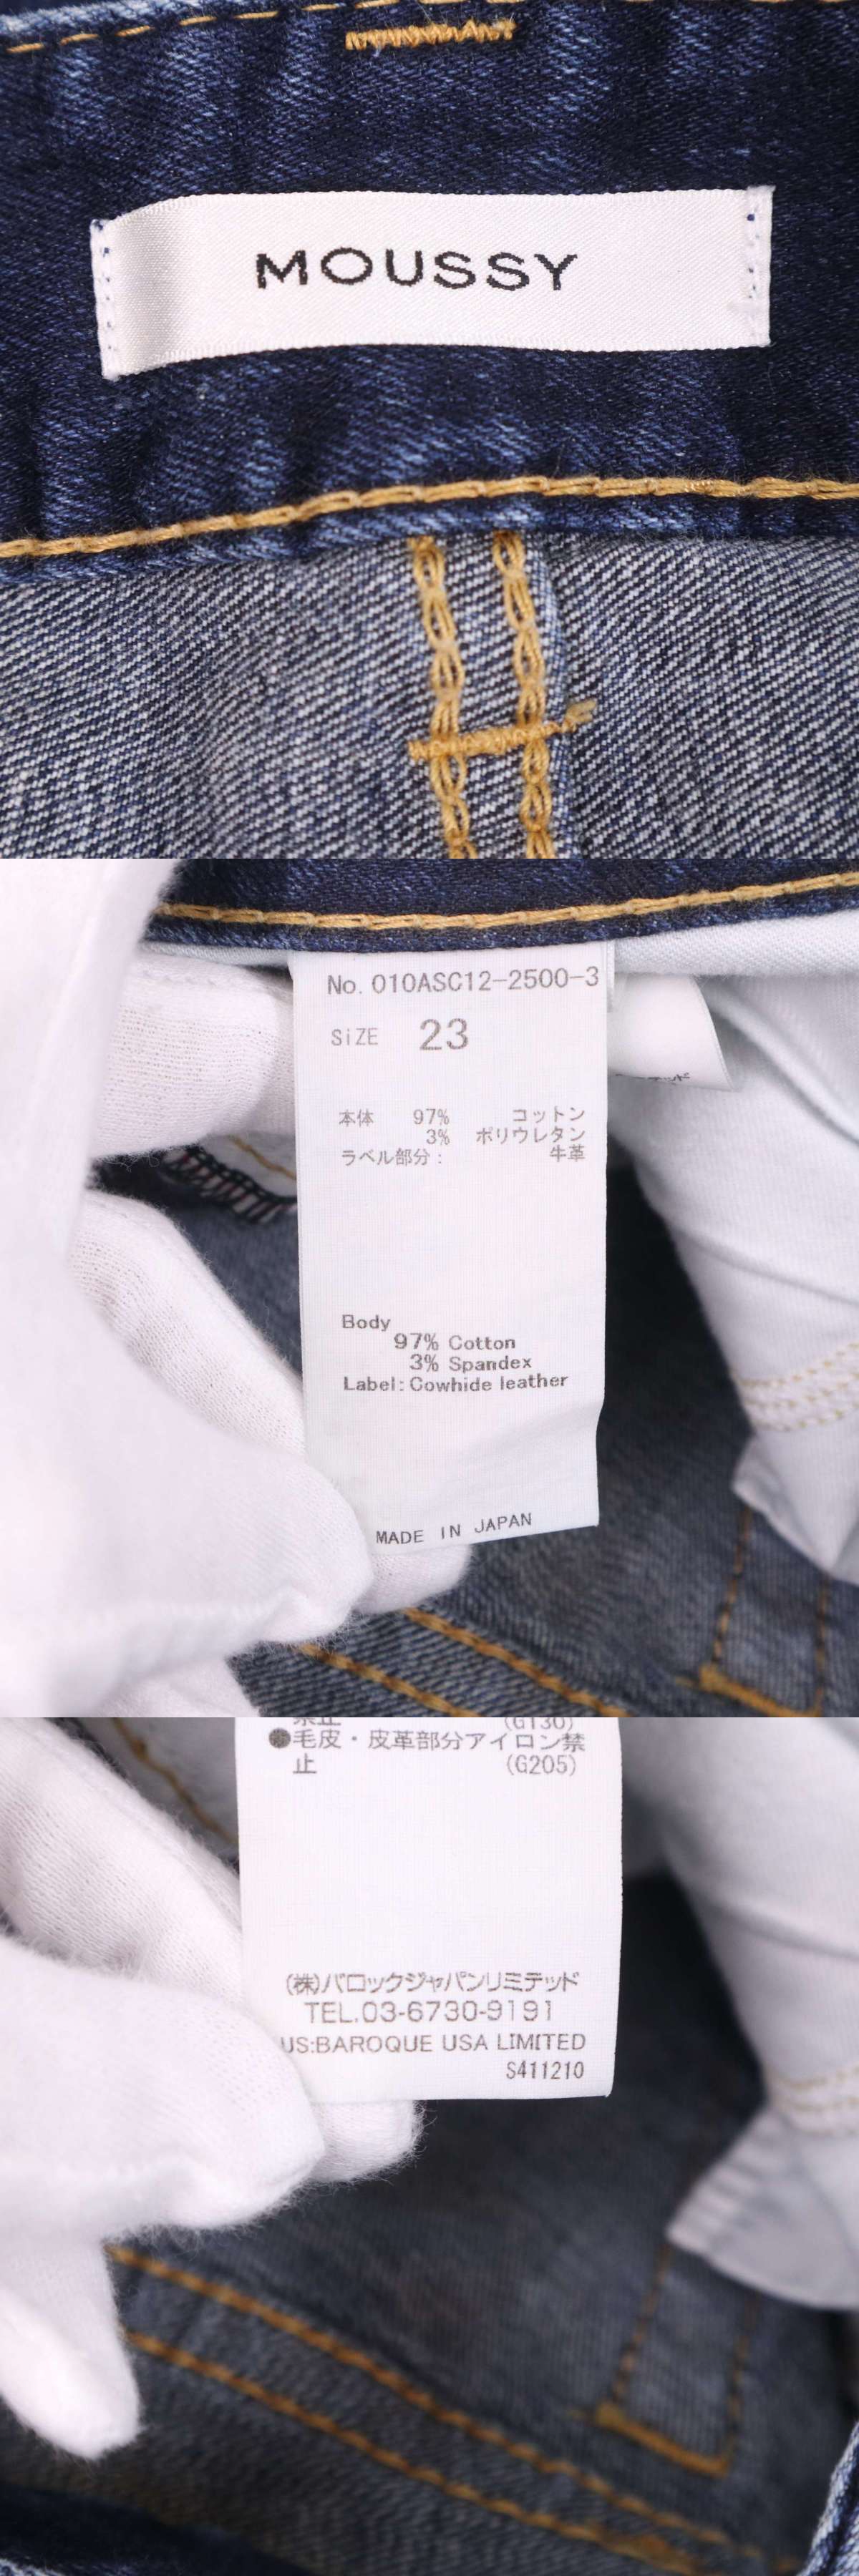 MOUSSY
No. 010ASC12-2500-3
SiZE 23
本体 97% コットン
3% ポリウレタン
ラベル部分: 牛革
Body
97% Cotton
3% Spandex
Label:Cowhide leather
MADE IN JAPAN
(G130)
●毛皮・皮革部分アイロン禁
止 (G205)
(株)バロックジャパンリミテッド
TEL.03-6730-9191
US:BAROQUE USA LIMITED
S411210